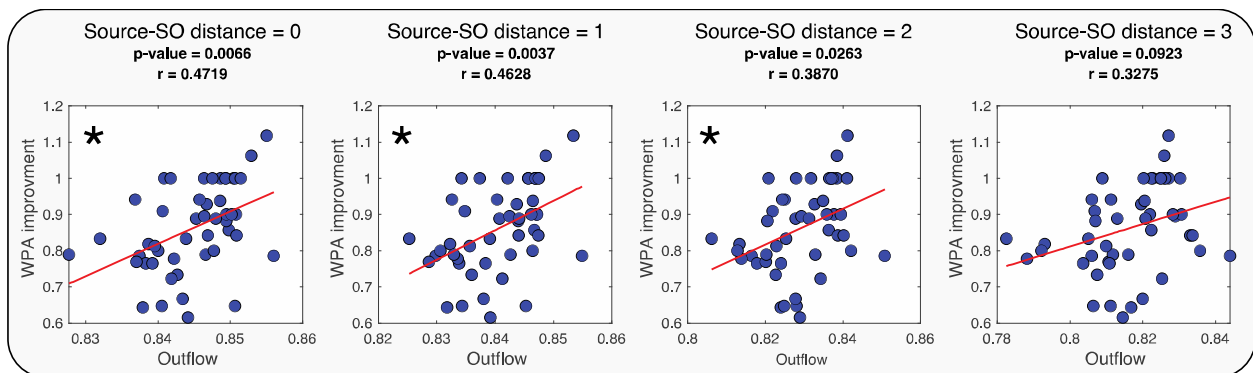 Source-SO distance = 0
p-value = 0.0066
r = 0.4719
1.2
1.1
1
0.9
0.8
0.7
0.6
WPA improvment
0.83
0.84
0.85
0.86
Outflow
*
Source-SO distance = 1
p-value = 0.0037
r = 0.4628
1.2
1.1
1
0.9
0.8
0.7
0.6
WPA improvment
0.83
0.84
0.85
0.86
Outflow
*
Source-SO distance = 2
p-value = 0.0263
r = 0.3870
1.2
1.1
1
0.9
0.8
0.7
0.6
WPA improvment
0.8
0.82
0.84
0.86
Outflow
*
Source-SO distance = 3
p-value = 0.0923
r = 0.3275
1.2
1.1
1
0.9
0.8
0.7
0.6
WPA improvment
0.78
0.8
0.82
0.84
Outflow